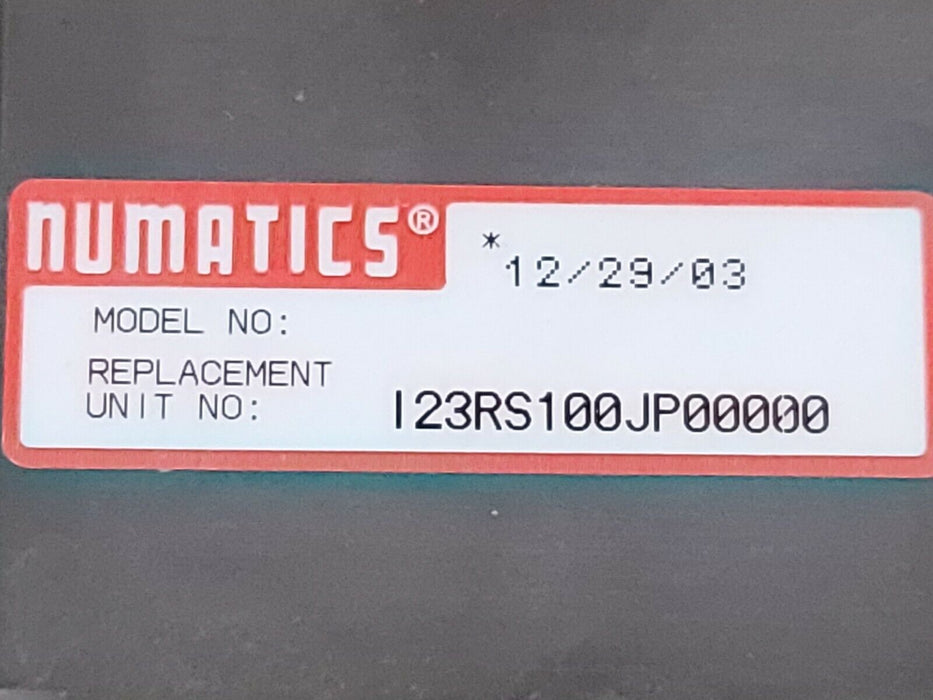 NUMATICS®
*
12/29/03
MODEL NO:
REPLACEMENT
UNIT NO: I23RS100JP00000